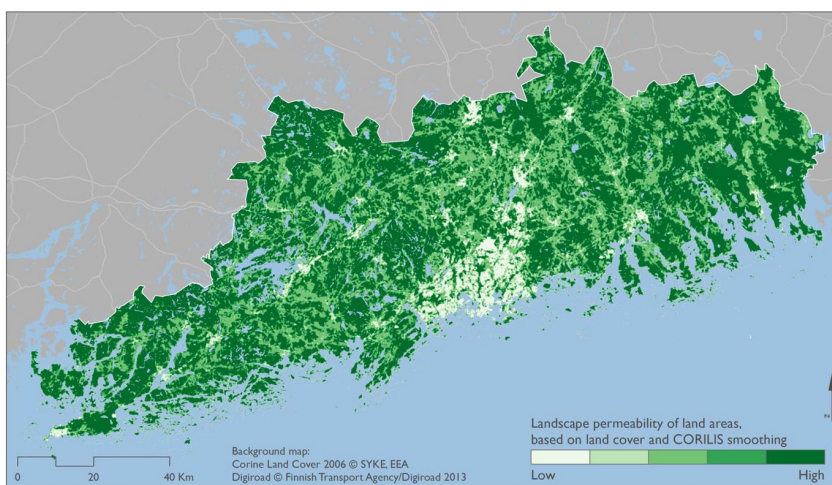 Landscape permeability of land areas,
based on land cover and CORILIS smoothing
Low High
Background map:
Corine Land Cover 2006 © SYKE, EEA
Digiroad © Finnish Transport Agency/Digiroad 2013
0 20 40 Km
N